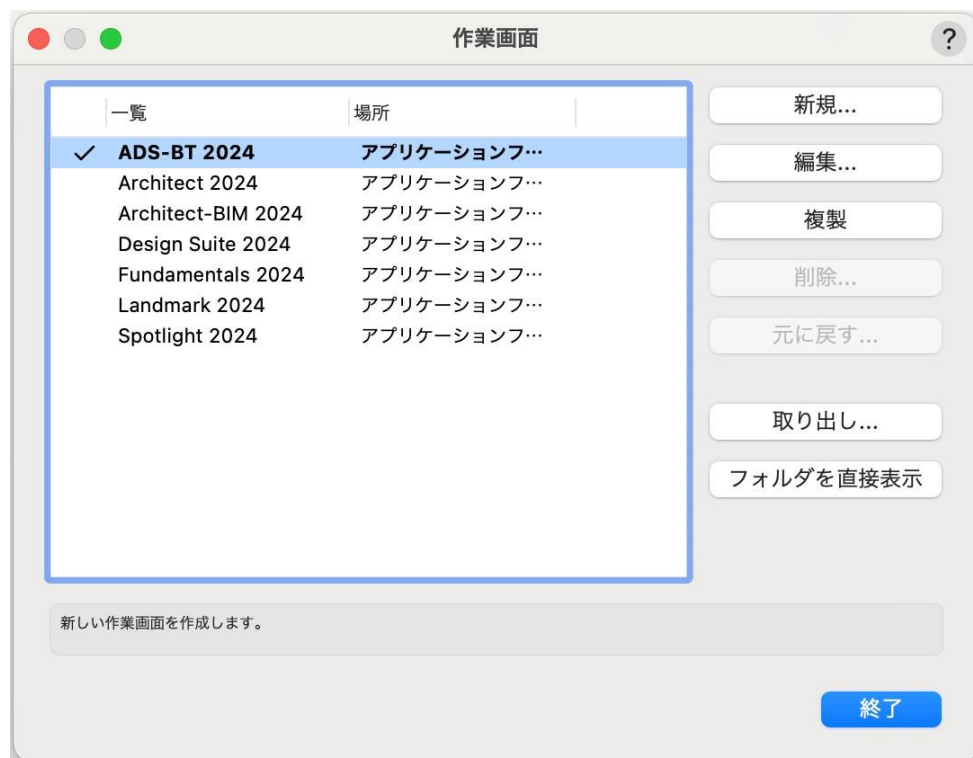 作業画面
?
一覧 場所
✓ ADS-BT 2024 アプリケーションフ…
Architect 2024 アプリケーションフ…
Architect-BIM 2024 アプリケーションフ…
Design Suite 2024 アプリケーションフ…
Fundamentals 2024 アプリケーションフ…
Landmark 2024 アプリケーションフ…
Spotlight 2024 アプリケーションフ…
新規...
編集...
複製
削除...
元に戻す...
取り出し...
フォルダを直接表示
新しい作業画面を作成します。
終了